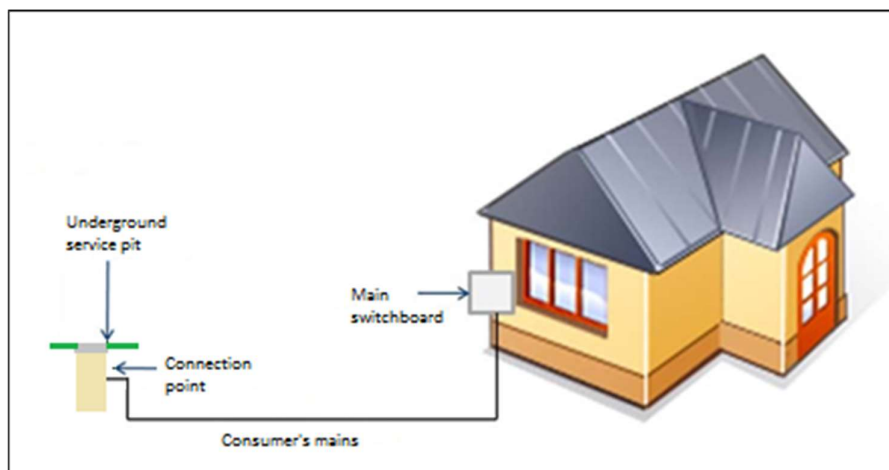 Underground
service pit
Main
switchboard
Connection
point
Consumer's mains